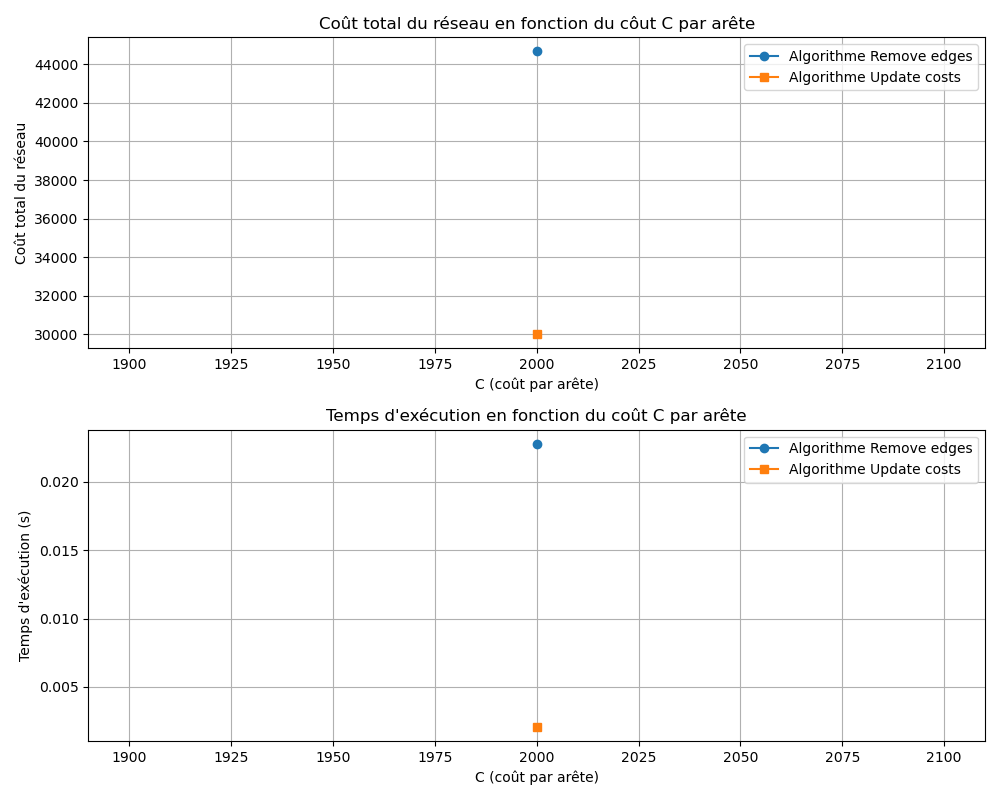 Coût total du réseau en fonction du côut C par arête
Algorithme Remove edges
Algorithme Update costs
Coût total du réseau
44000
42000
40000
38000
36000
34000
32000
30000
1900 1925 1950 1975 2000 2025 2050 2075 2100
C (coût par arête)
Temps d'exécution en fonction du coût C par arête
Algorithme Remove edges
Algorithme Update costs
Temps d'exécution (s)
0.020
0.015
0.010
0.005
1900 1925 1950 1975 2000 2025 2050 2075 2100
C (coût par arête)